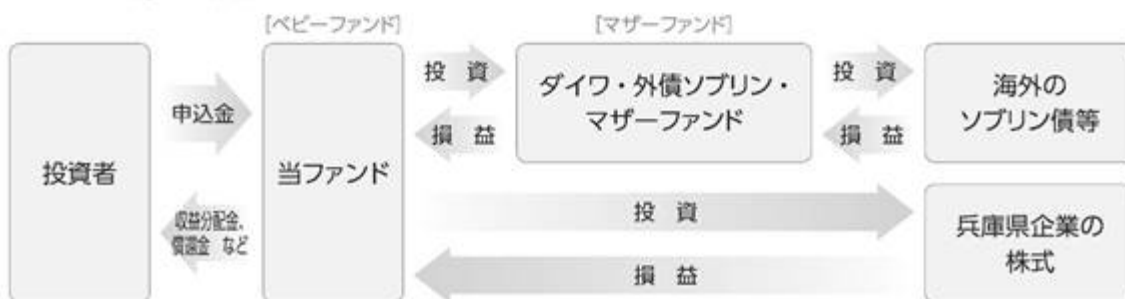 [ベビーファンド]
[マザーファンド]
投資者
申込金
収益分配金、
償還金 など
当ファンド
投 資
損 益
ダイワ・外債ソブリン・
マザーファンド
投 資
損 益
海外の
ソブリン債等
投 資
損 益
兵庫県企業の
株式